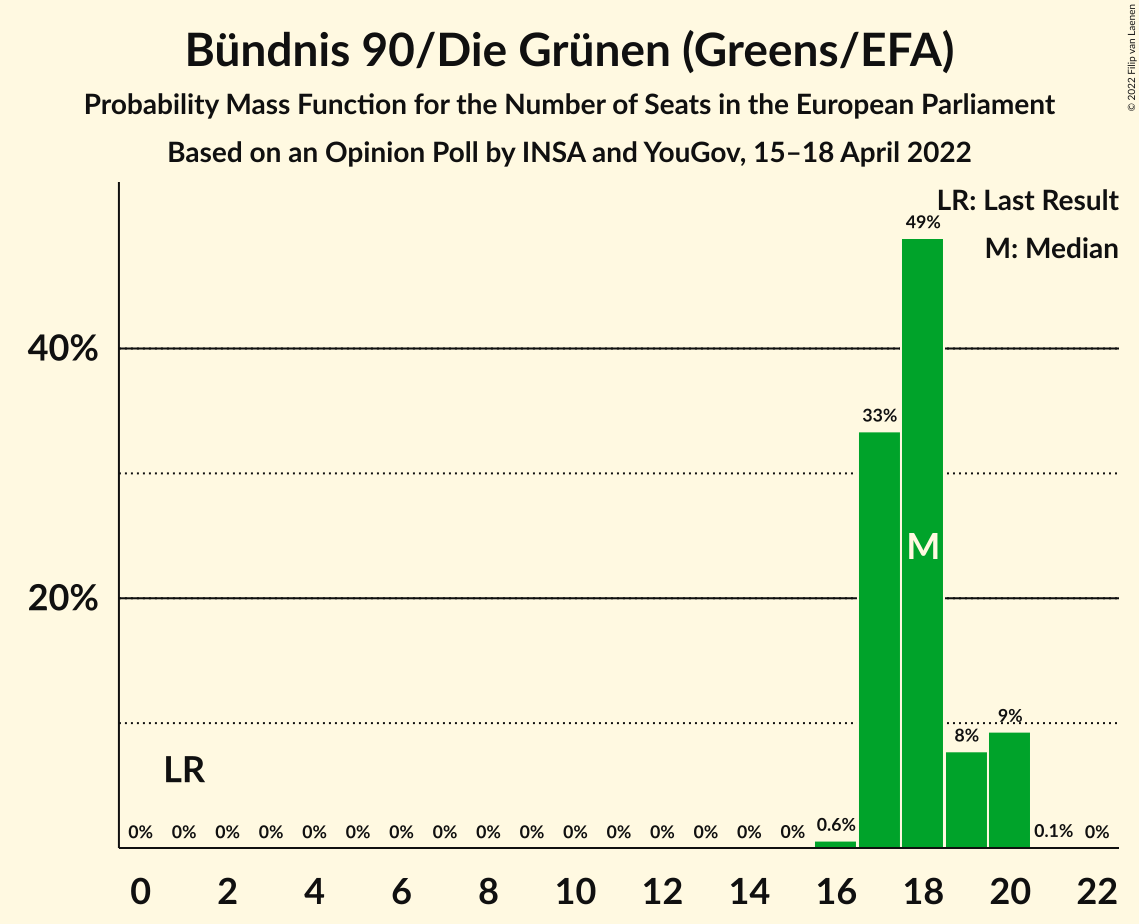 Bündnis 90/Die Grünen (Greens/EFA)
Probability Mass Function for the Number of Seats in the European Parliament
Based on an Opinion Poll by INSA and YouGov, 15–18 April 2022
© 2022 Filip van Laenen
LR: Last Result
M: Median
49%
40%
33%
M
20%
9%
8%
LR
0% 0% 0% 0% 0% 0% 0% 0% 0% 0% 0% 0% 0% 0% 0% 0% 0.6% 0.1% 0%
0 2 4 6 8 10 12 14 16 18 20 22